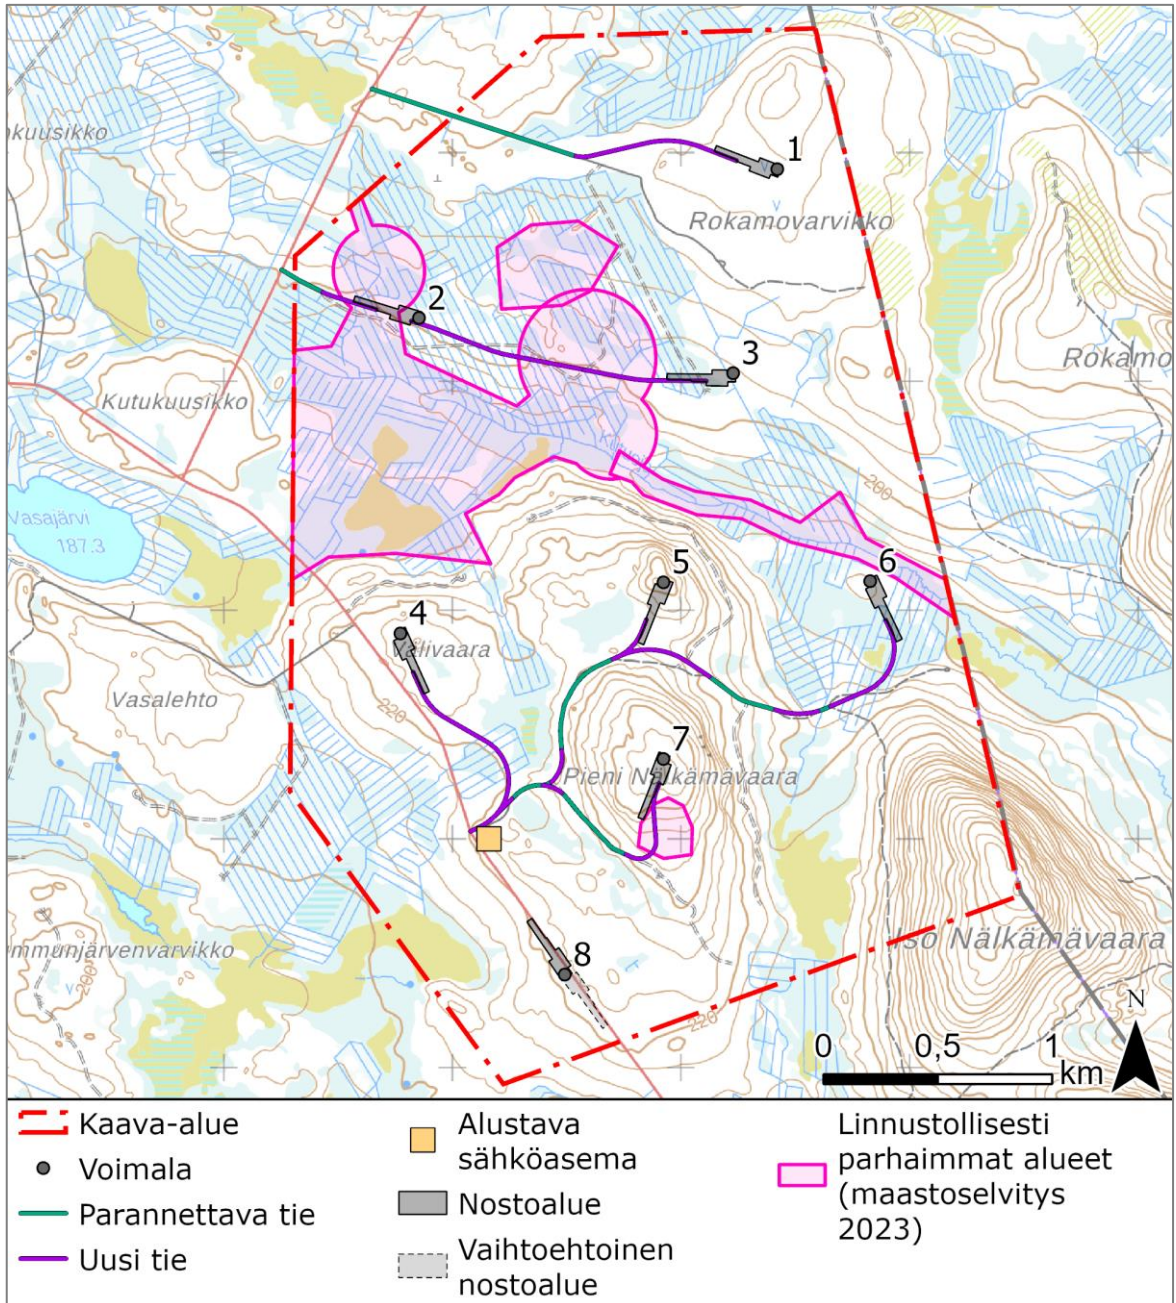 okuusikko
1
Rokamovarvikko
2
Rokamo
3
Kutukuusikko
200
Vasajärvi
187.3
5
6
4
Välivaara
Vasalehto
220
7
Pieni Nälkämävaara
mmunjärvenvarvikko
8
Iso Nälkämävaara
200
220
N
0 0,5 1
km
Kaava-alue
Voimala
Parannettava tie
Uusi tie
Alustava
sähköasema
Nostoalue
Vaihtoehtoinen
nostoalue
Linnustollisesti
parhaimmat alueet
(maastoselvitys
2023)